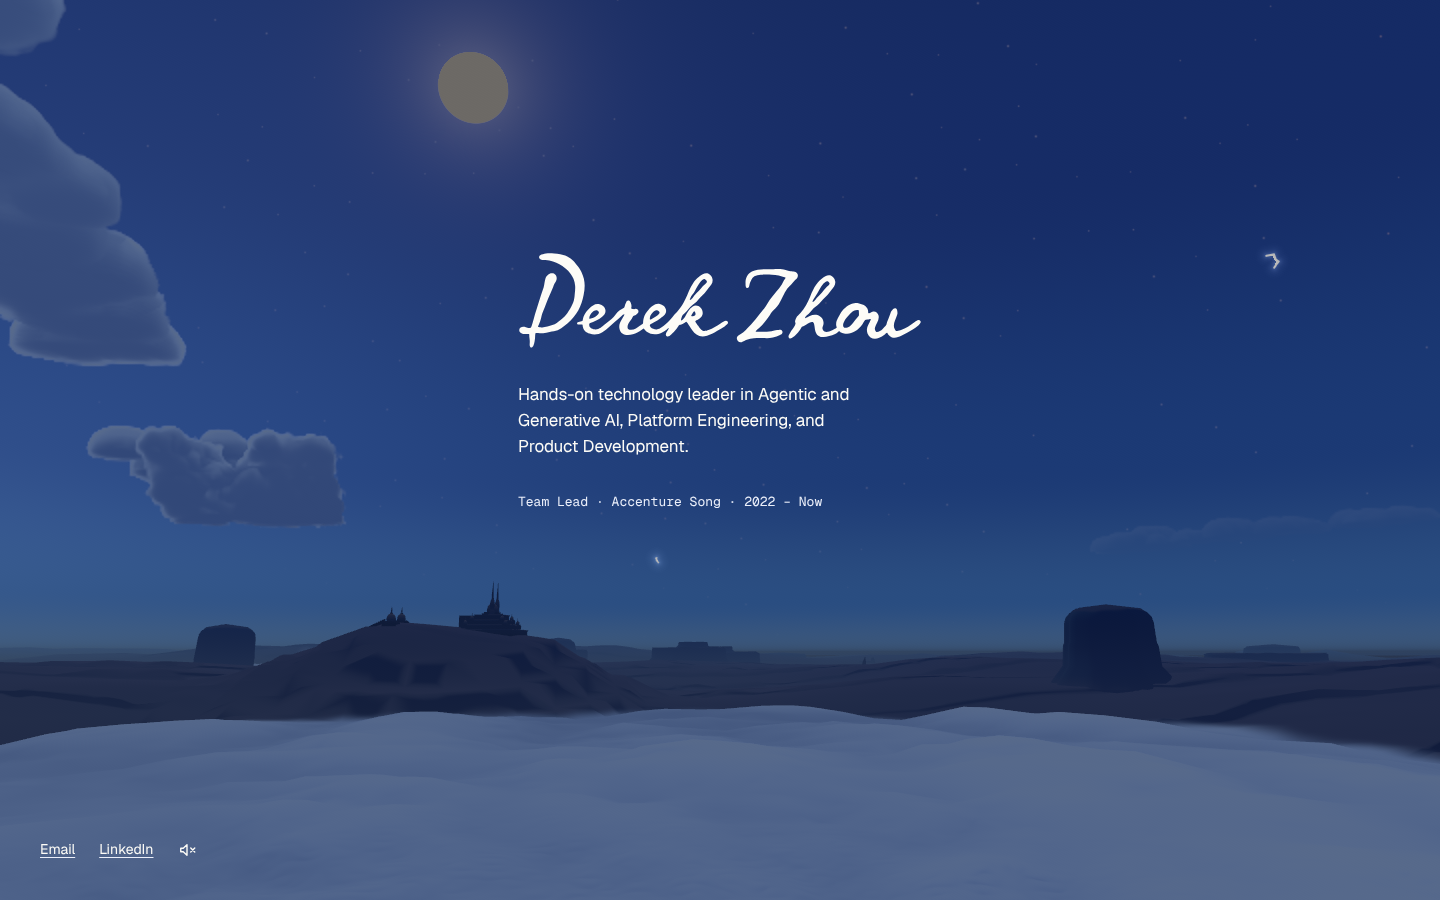 Derek Zhou
Hands-on technology leader in Agentic and
Generative AI, Platform Engineering, and
Product Development.
Team Lead · Accenture Song · 2022 – Now
Email LinkedIn